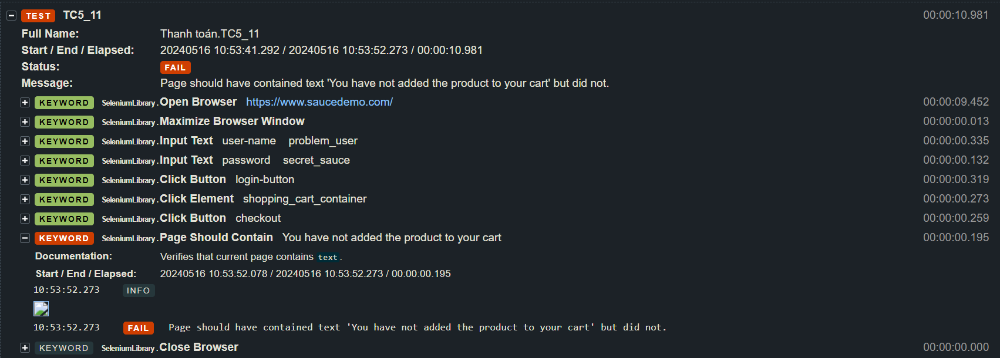 TEST TC5_11 00:00:10.981
Full Name: Thanh toán.TC5_11
Start / End / Elapsed: 20240516 10:53:41.292 / 20240516 10:53:52.273 / 00:00:10.981
Status: FAIL
Message: Page should have contained text 'You have not added the product to your cart' but did not.
KEYWORD SeleniumLibrary.Open Browser https://www.saucedemo.com/ 00:00:09.452
KEYWORD SeleniumLibrary.Maximize Browser Window 00:00:00.013
KEYWORD SeleniumLibrary.Input Text user-name problem_user 00:00:00.335
KEYWORD SeleniumLibrary.Input Text password secret_sauce 00:00:00.132
KEYWORD SeleniumLibrary.Click Button login-button 00:00:00.319
KEYWORD SeleniumLibrary.Click Element shopping_cart_container 00:00:00.273
KEYWORD SeleniumLibrary.Click Button checkout 00:00:00.259
KEYWORD SeleniumLibrary.Page Should Contain You have not added the product to your cart 00:00:00.195
Documentation: Verifies that current page contains text.
Start / End / Elapsed: 20240516 10:53:52.078 / 20240516 10:53:52.273 / 00:00:00.195
10:53:52.273 INFO
10:53:52.273 FAIL Page should have contained text 'You have not added the product to your cart' but did not.
KEYWORD SeleniumLibrary.Close Browser 00:00:00.000